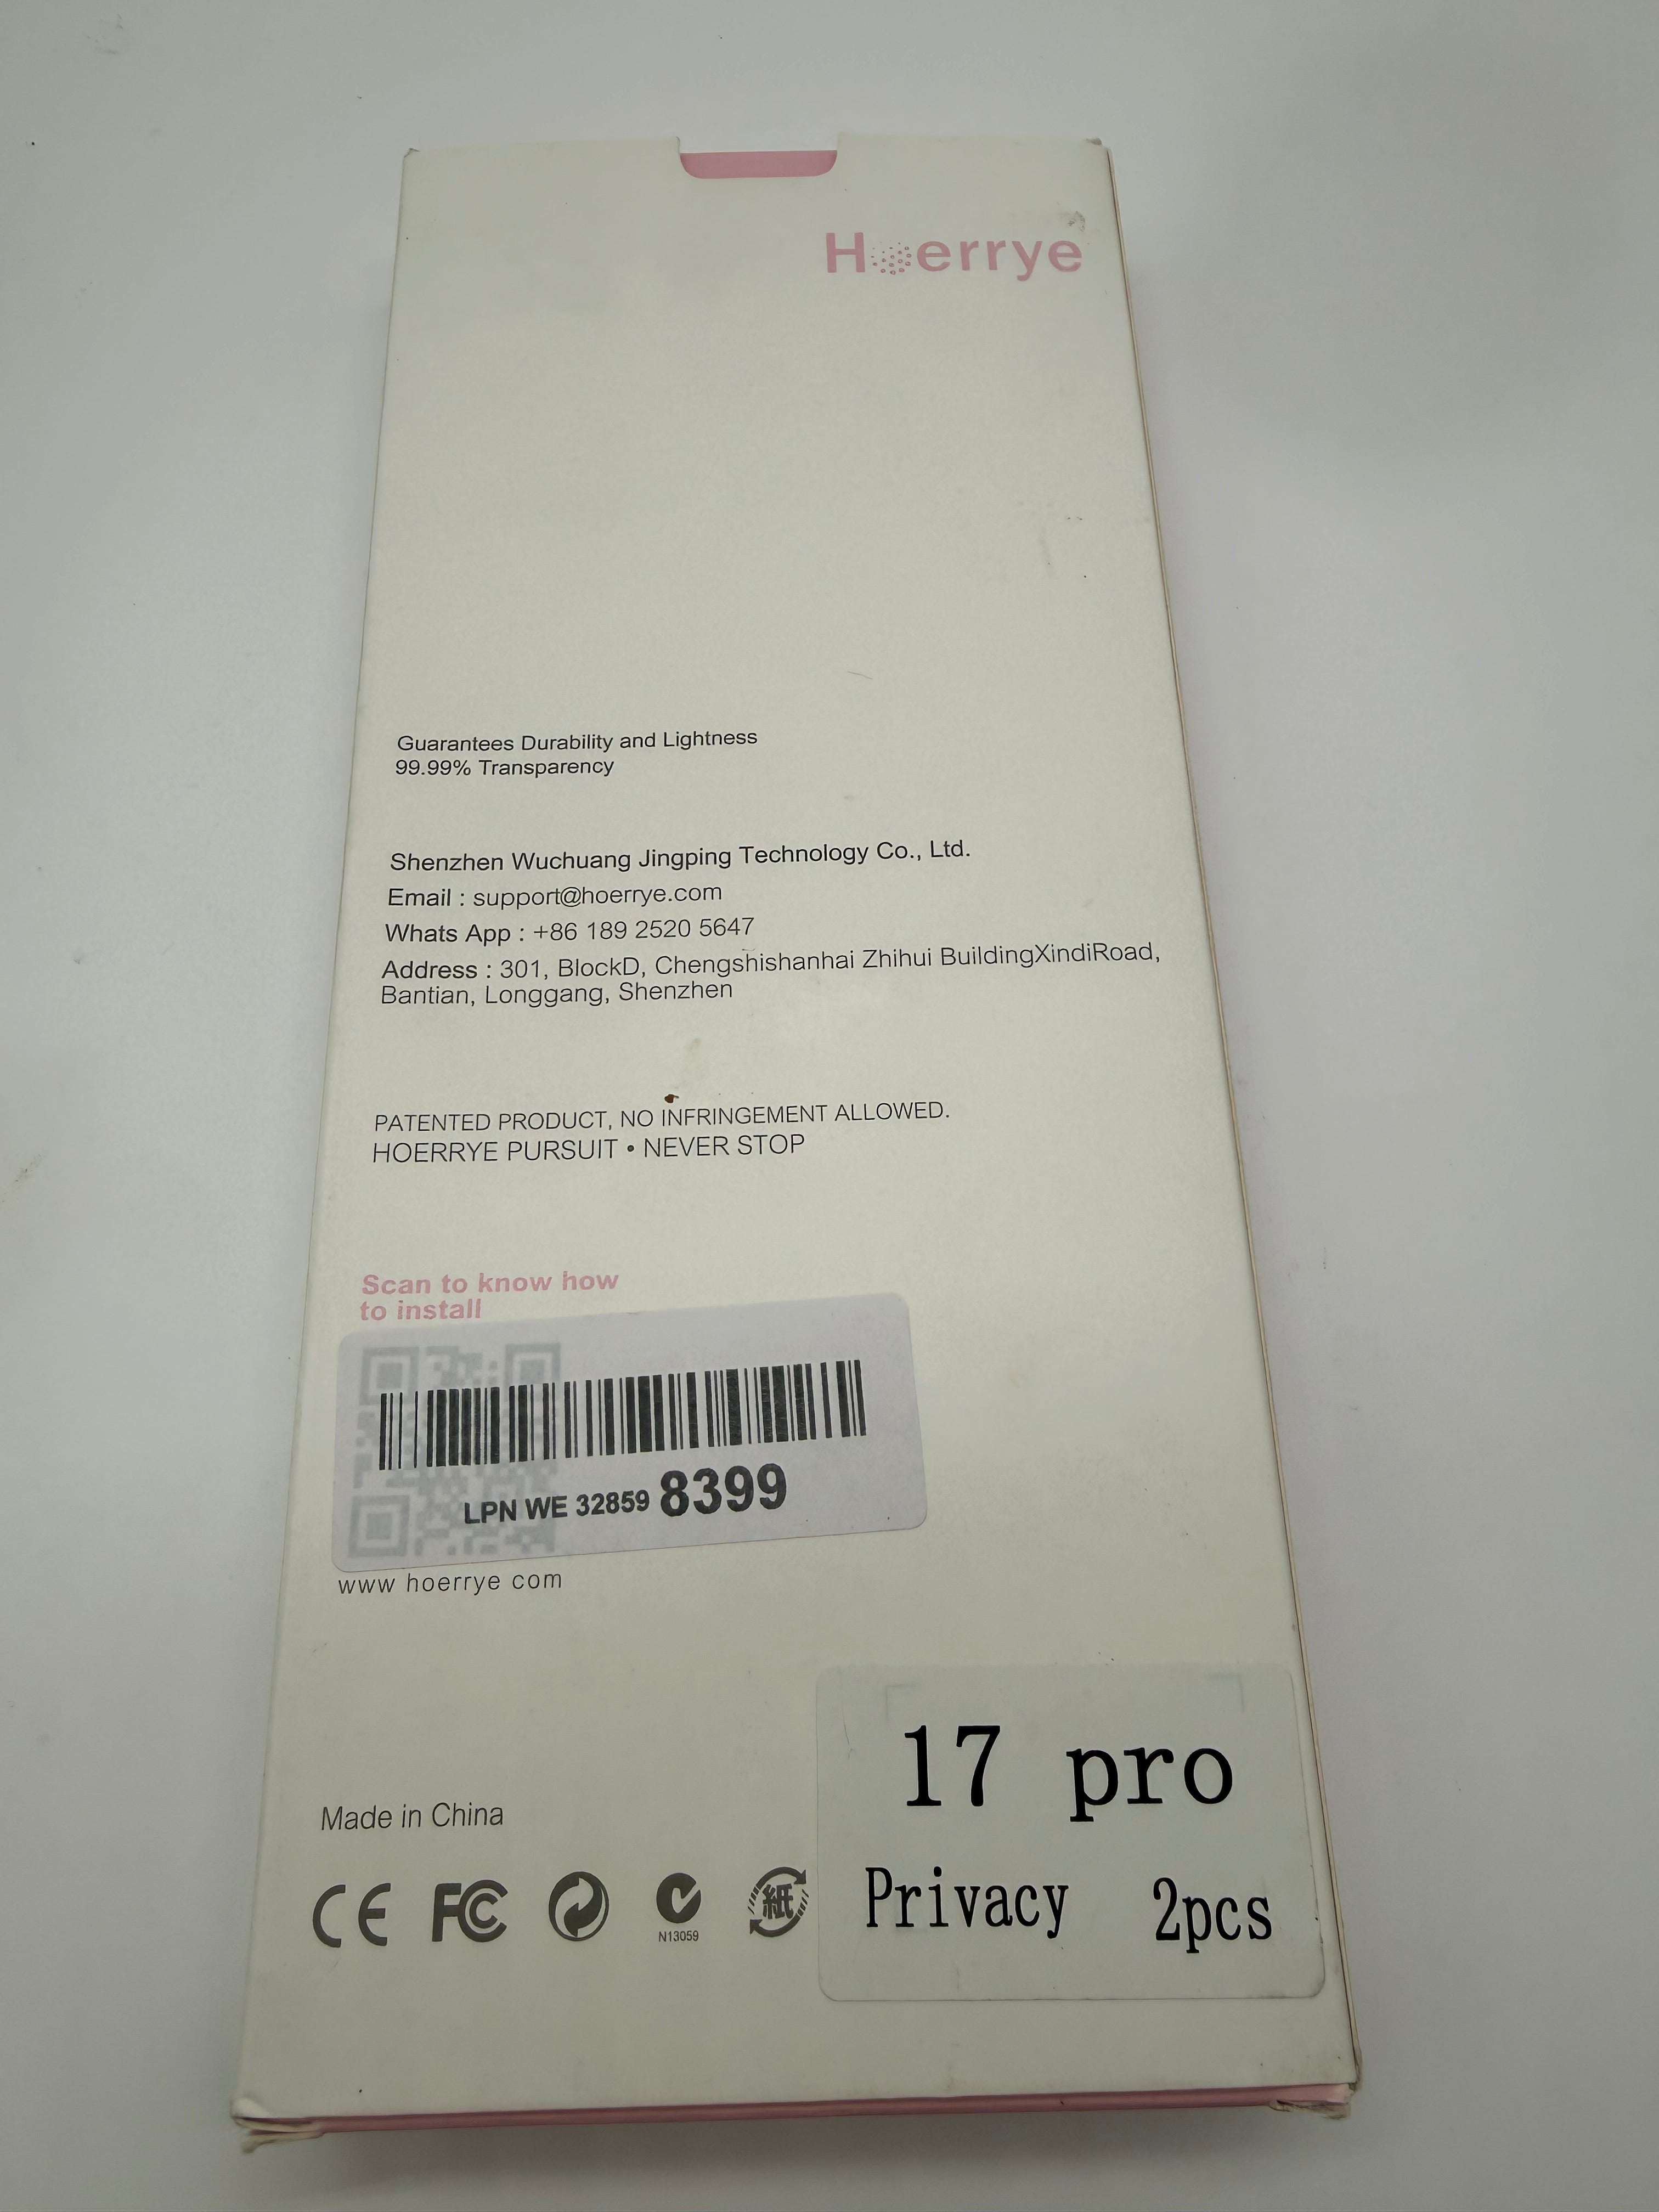 Hoerrye
Guarantees Durability and Lightness
99.99% Transparency
Shenzhen Wuchuang Jingping Technology Co., Ltd.
Email : support@hoerrye.com
Whats App : +86 189 2520 5647
Address : 301, BlockD, Chengshishanhai Zhihui BuildingXindiRoad,
Bantian, Longgang, Shenzhen
PATENTED PRODUCT, NO INFRINGEMENT ALLOWED.
HOERRYE PURSUIT • NEVER STOP
Scan to know how
to install
LPN WE 32859 8399
www hoerrye com
17 pro
Privacy 2pcs
Made in China
CE FC
N13059
紙